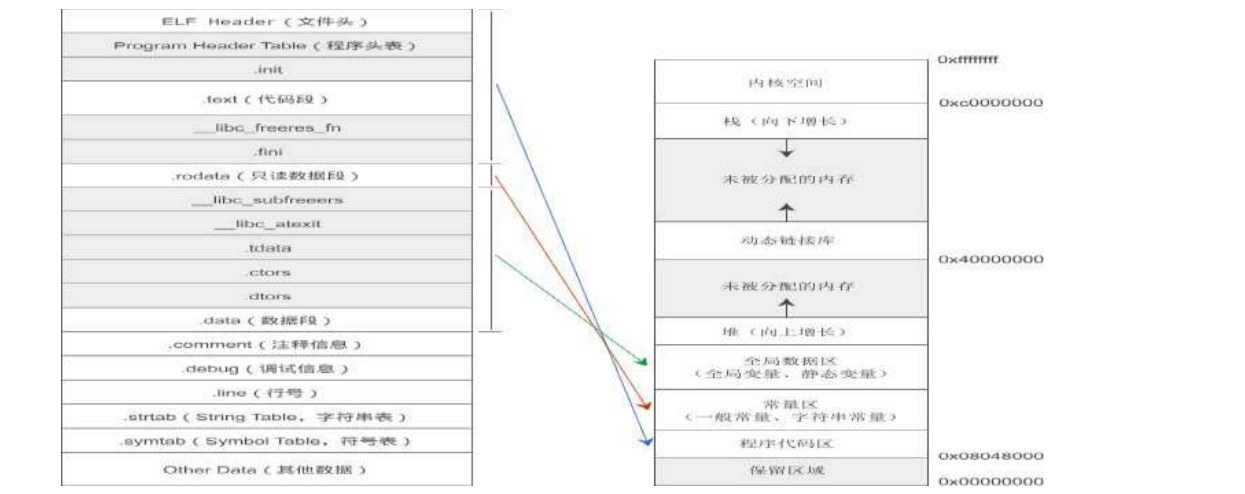 ELF Header（文件头）
Program Header Table（程序头表）
.init
.text（代码段）
__libc_freeres_fn
.fini
.rodata（只读数据段）
__libc_subfreeers
__libc_atexit
.tdata
.ctors
.dtors
.data（数据段）
.comment（注释信息）
.debug（调试信息）
.line（行号）
.strtab（String Table，字符串表）
.symtab（Symbol Table，符号表）
Other Data（其他数据）
0xffffffff
内核空间
0xc0000000
栈（向下增长）
未被分配的内存
动态链接库
0x40000000
未被分配的内存
堆（向上增长）
全局数据区
（全局变量、静态变量）
常量区
（一般常量、字符串常量）
程序代码区
0x08048000
保留区域
0x00000000